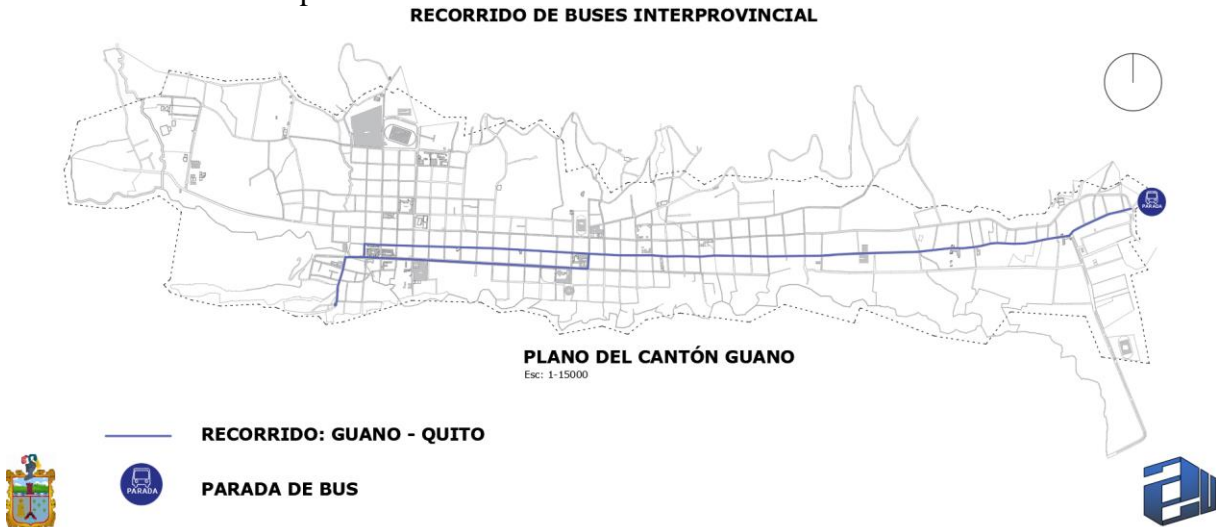 RECORRIDO DE BUSES INTERPROVINCIAL
PARADA
PLANO DEL CANTÓN GUANO
Esc: 1-15000
RECORRIDO: GUANO - QUITO
PARADA
PARADA DE BUS